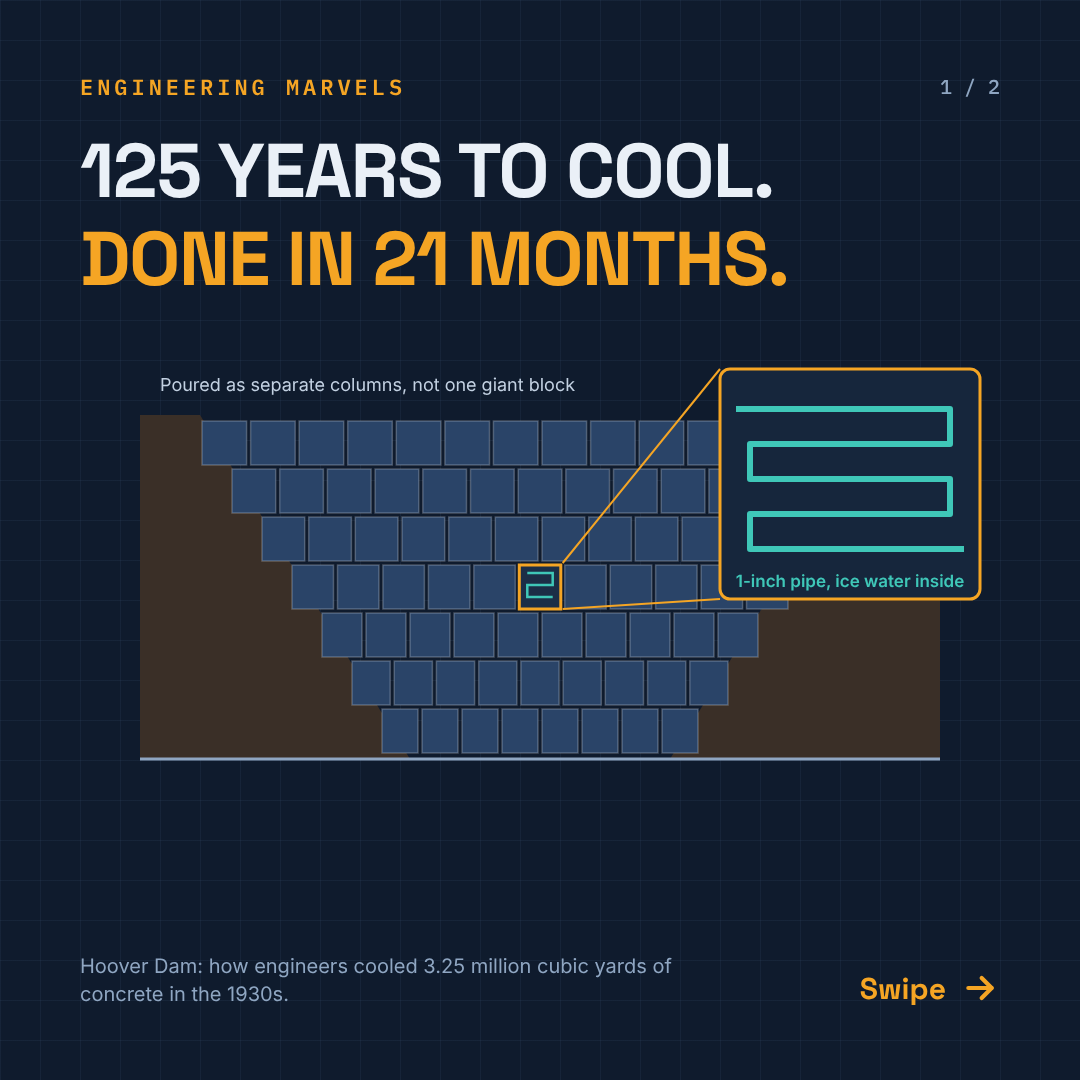 ENGINEERING MARVELS
1 / 2
125 YEARS TO COOL.
DONE IN 21 MONTHS.
Poured as separate columns, not one giant block
1-inch pipe, ice water inside
Hoover Dam: how engineers cooled 3.25 million cubic yards of
concrete in the 1930s.
Swipe →